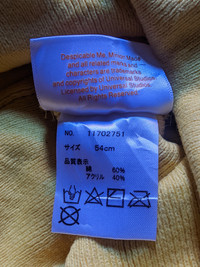 Despicable Me, Minion Made
and all related marks and
characters are trademarks
and copyrights of Universal Studios.
Licensed by Universal Studios.
All Rights Reserved.
NO. 11702751
サイズ 54cm
品質表示
綿 60%
アクリル 40%